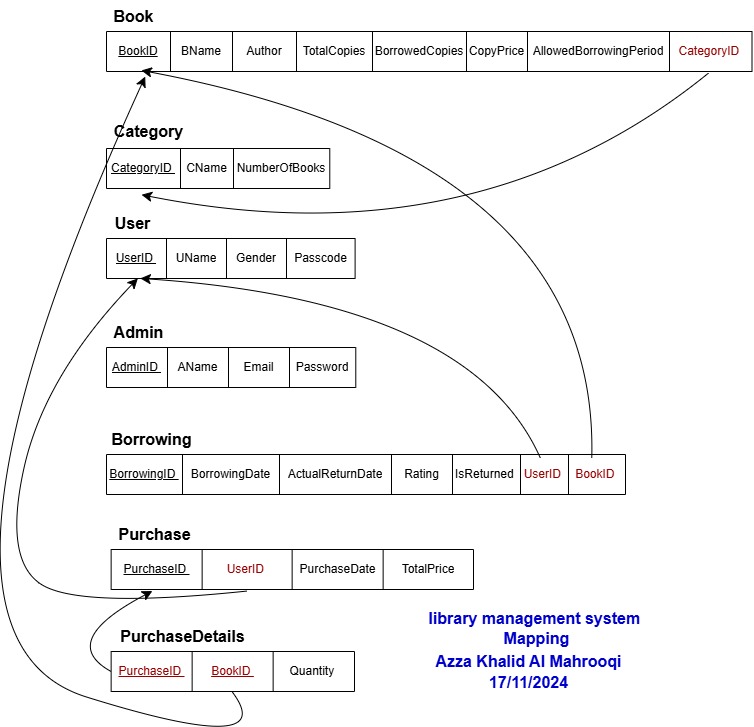 Book
BookID BName Author TotalCopies BorrowedCopies CopyPrice AllowedBorrowingPeriod CategoryID
Category
CategoryID CName NumberOfBooks
User
UserID UName Gender Passcode
Admin
AdminID AName Email Password
Borrowing
BorrowingID BorrowingDate ActualReturnDate Rating IsReturned UserID BookID
Purchase
PurchaseID UserID PurchaseDate TotalPrice
PurchaseDetails
PurchaseID BookID Quantity
library management system
Mapping
Azza Khalid Al Mahrooqi
17/11/2024